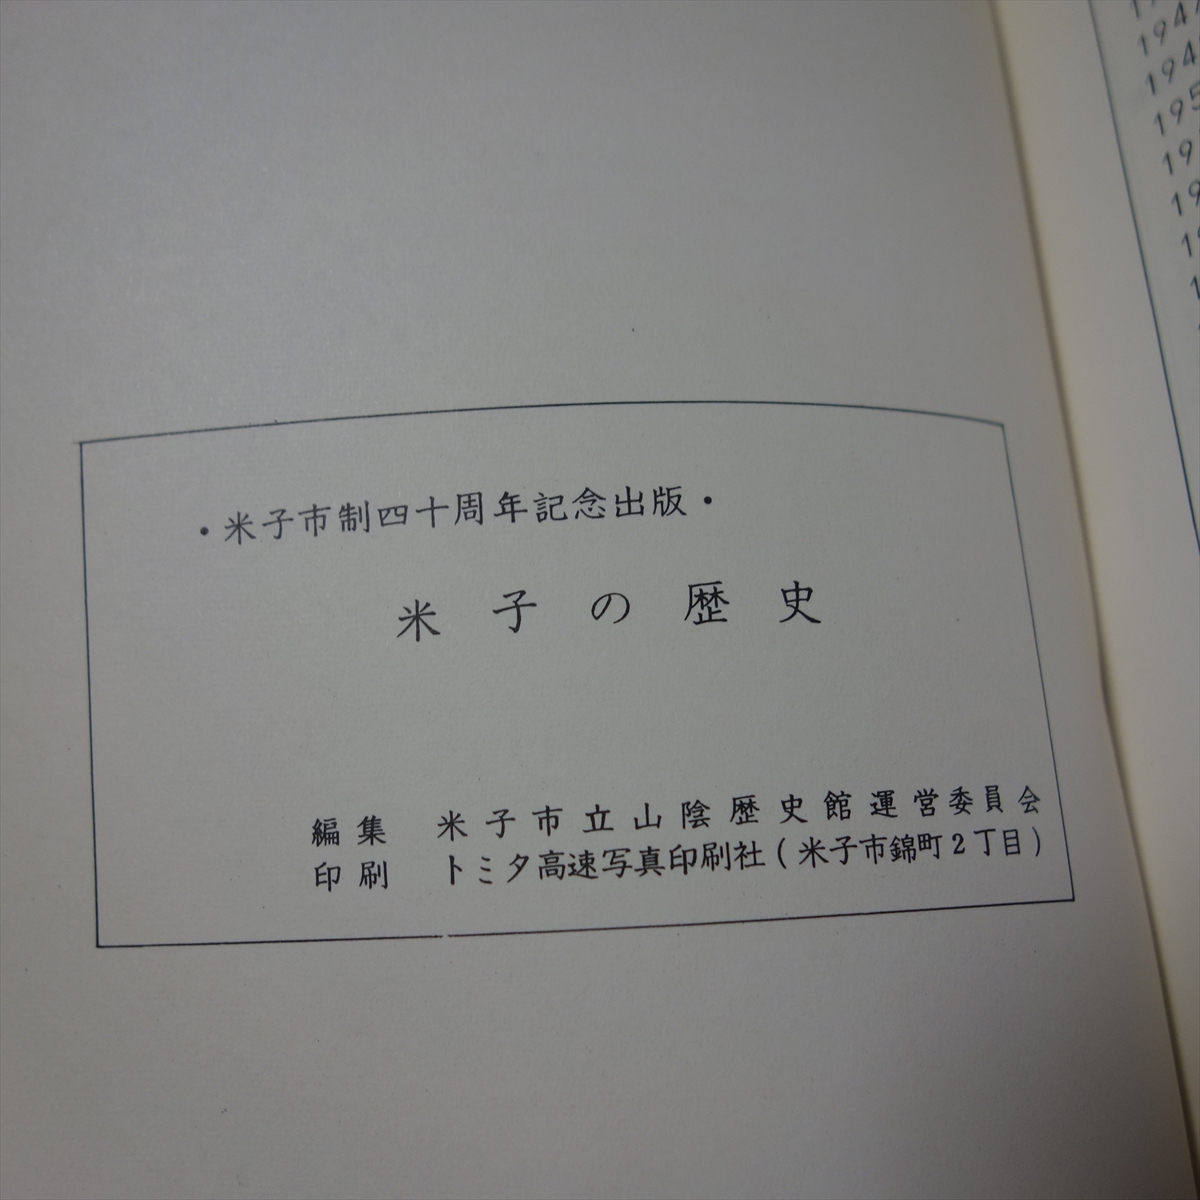 ・米子市制四十周年記念出版・
米子の歴史
編集 米子市立山陰歴史館運営委員会
印刷 トミタ高速写真印刷社(米子市錦町2丁目)